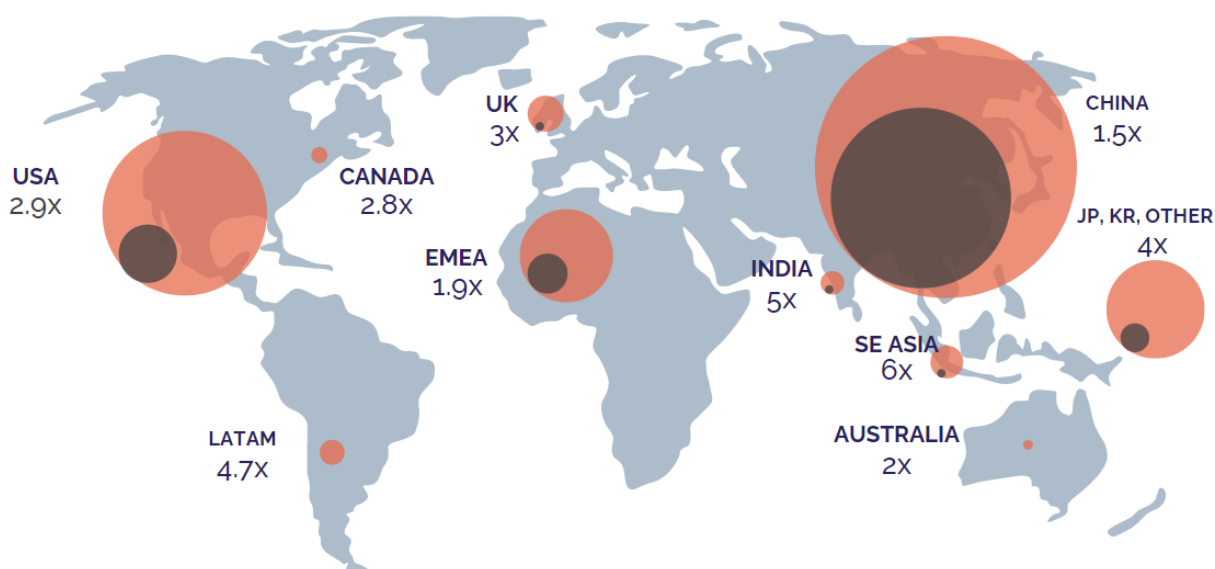 UK
3x
CHINA
1.5x
USA
2.9x
CANADA
2.8x
JP, KR, OTHER
4x
EMEA
1.9x
INDIA
5x
SE ASIA
6x
LATAM
4.7x
AUSTRALIA
2x